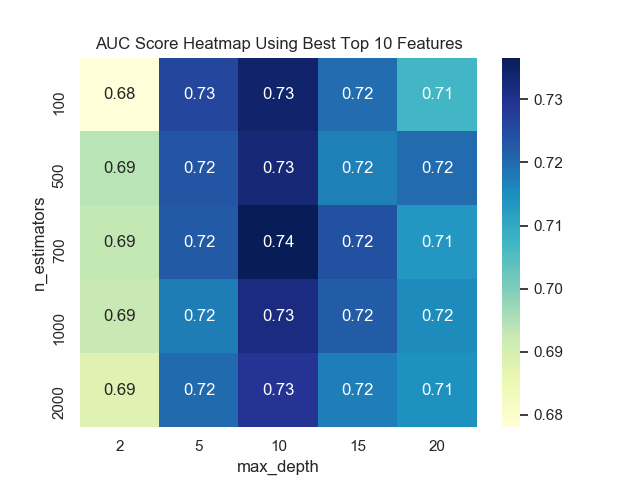 AUC Score Heatmap Using Best Top 10 Features
n_estimators
100 0.68 0.73 0.73 0.72 0.71
500 0.69 0.72 0.73 0.72 0.72
700 0.69 0.72 0.74 0.72 0.71
1000 0.69 0.72 0.73 0.72 0.72
2000 0.69 0.72 0.73 0.72 0.71
2 5 10 15 20
max_depth
0.73
0.72
0.71
0.70
0.69
0.68